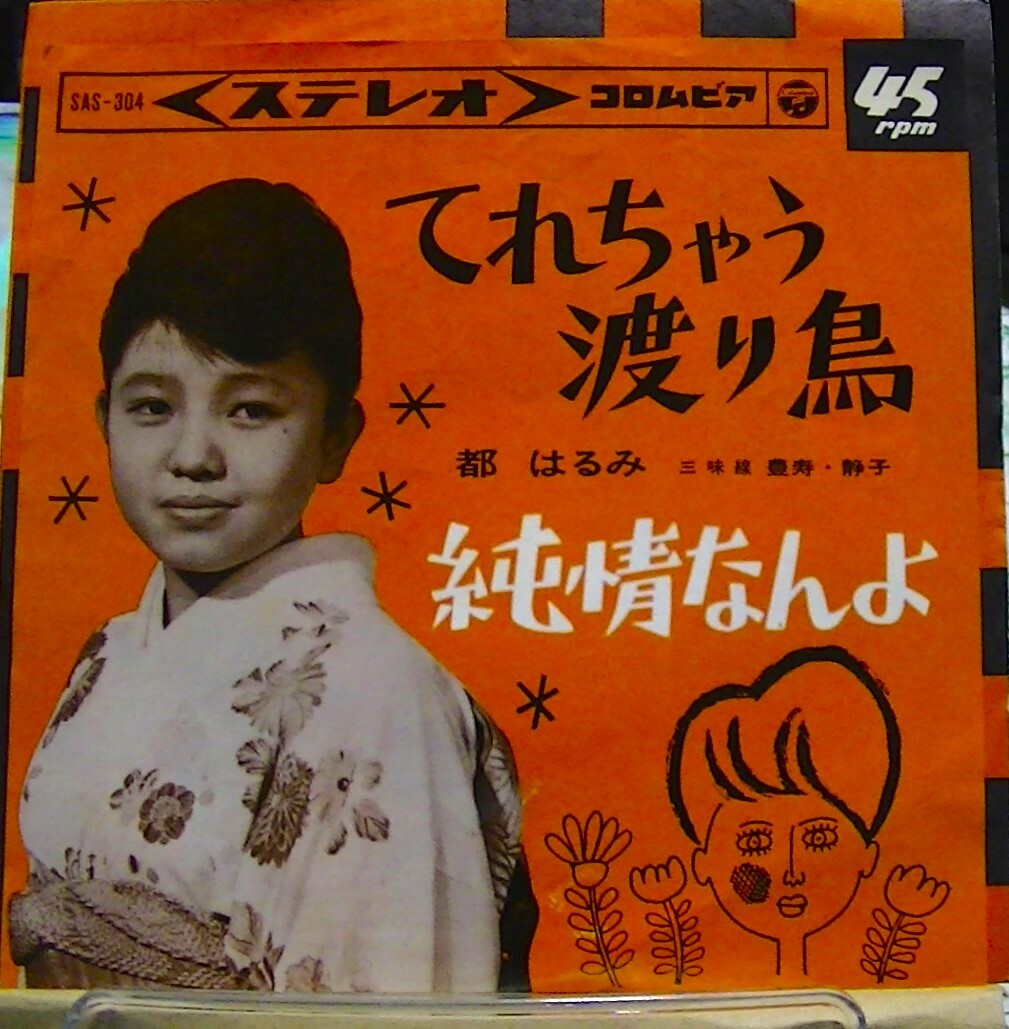 SAS-304 ステレオ コロムビア
45
rpm
てれちゃう
渡り鳥
都 はるみ 三味線 豊寿・静子
純情なんよ